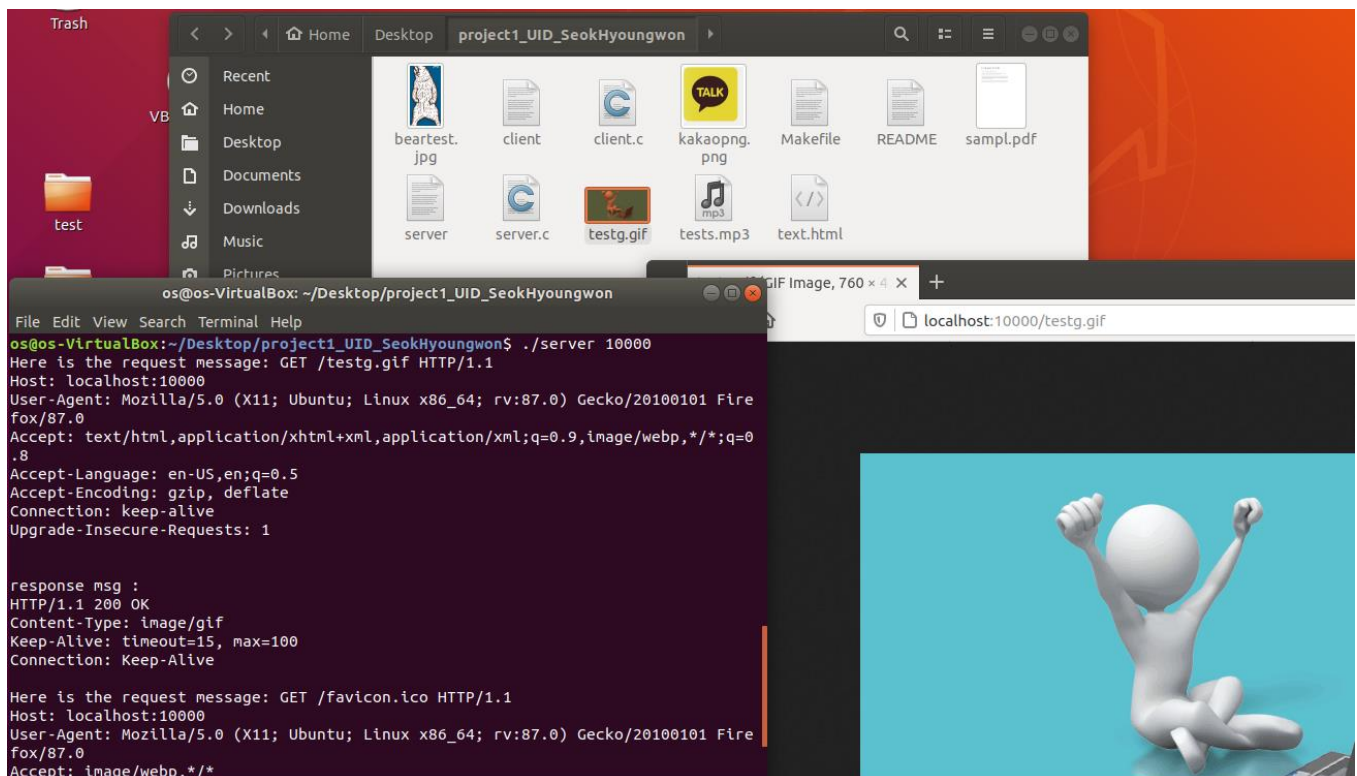 Trash
VB
test
Home
Desktop
project1_UID_SeokHyoungwon
Recent
Home
Desktop
Documents
Downloads
Music
Pictures
beartest.
jpg
client
client.c
TALK
kakaopng.
png
Makefile
README
sampl.pdf
server
server.c
testg.gif
mp3
tests.mp3
text.html
GIF Image, 760 × 4
localhost:10000/testg.gif
os@os-VirtualBox: ~/Desktop/project1_UID_SeokHyoungwon
File Edit View Search Terminal Help
os@os-VirtualBox:~/Desktop/project1_UID_SeokHyoungwon$ ./server 10000
Here is the request message: GET /testg.gif HTTP/1.1
Host: localhost:10000
User-Agent: Mozilla/5.0 (X11; Ubuntu; Linux x86_64; rv:87.0) Gecko/20100101 Fire
fox/87.0
Accept: text/html,application/xhtml+xml,application/xml;q=0.9,image/webp,*/*;q=0
.8
Accept-Language: en-US,en;q=0.5
Accept-Encoding: gzip, deflate
Connection: keep-alive
Upgrade-Insecure-Requests: 1
response msg :
HTTP/1.1 200 OK
Content-Type: image/gif
Keep-Alive: timeout=15, max=100
Connection: Keep-Alive
Here is the request message: GET /favicon.ico HTTP/1.1
Host: localhost:10000
User-Agent: Mozilla/5.0 (X11; Ubuntu; Linux x86_64; rv:87.0) Gecko/20100101 Fire
fox/87.0
Accept: image/webp,*/*